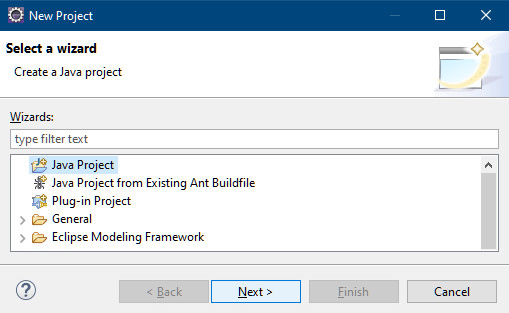 New Project
Select a wizard
Create a Java project
Wizards:
type filter text
Java Project
Java Project from Existing Ant Buildfile
Plug-in Project
General
Eclipse Modeling Framework
? < Back Next > Finish Cancel